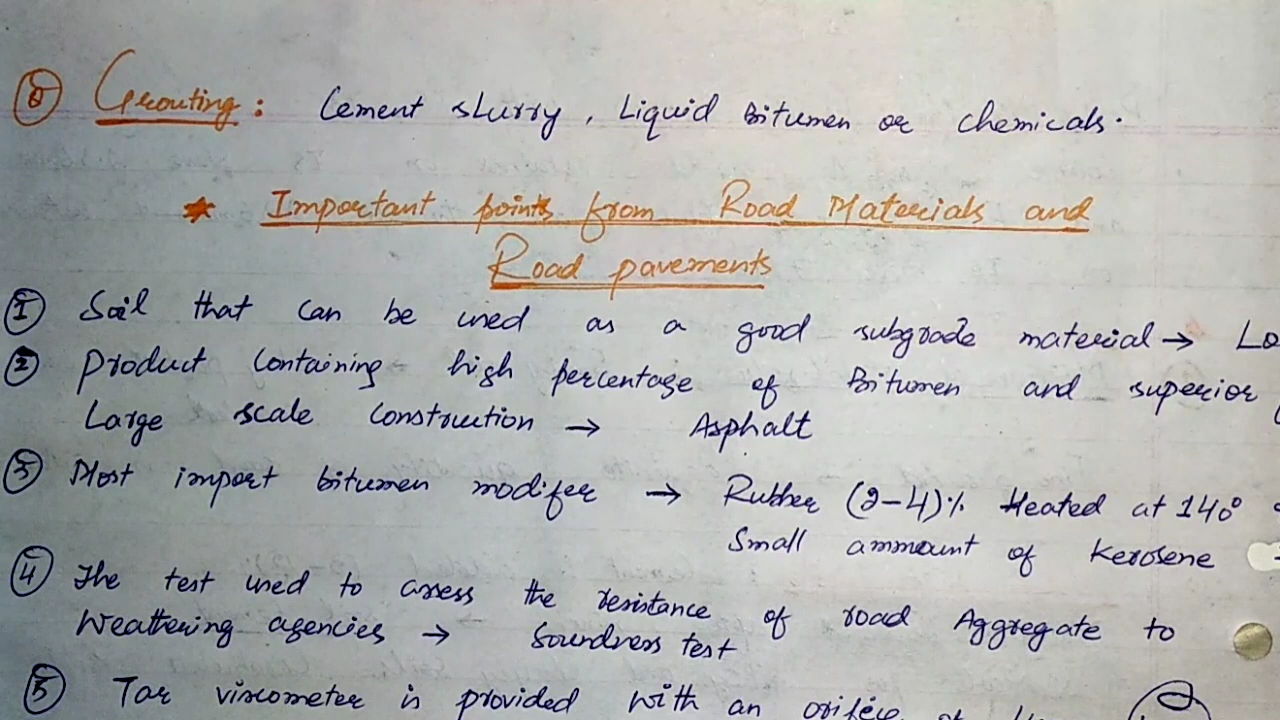 ⑧ Grouting: Cement slurry, Liquid Bitumen or chemicals.
* Important points from Road Materials and
Road pavements
① Soil that can be used as a good subgrade material →
② Product containing high percentage of Bitumen and superior
Large scale construction → Asphalt
③ Most import bitumen modifer → Rubber (2-4)% Heated at 140°
Small ammount of Kerosene
④ The test used to assess the resistance of road Aggregate to
Weathering agencies → Soundness test
⑤ Tar viscometer is provided with an orifice of